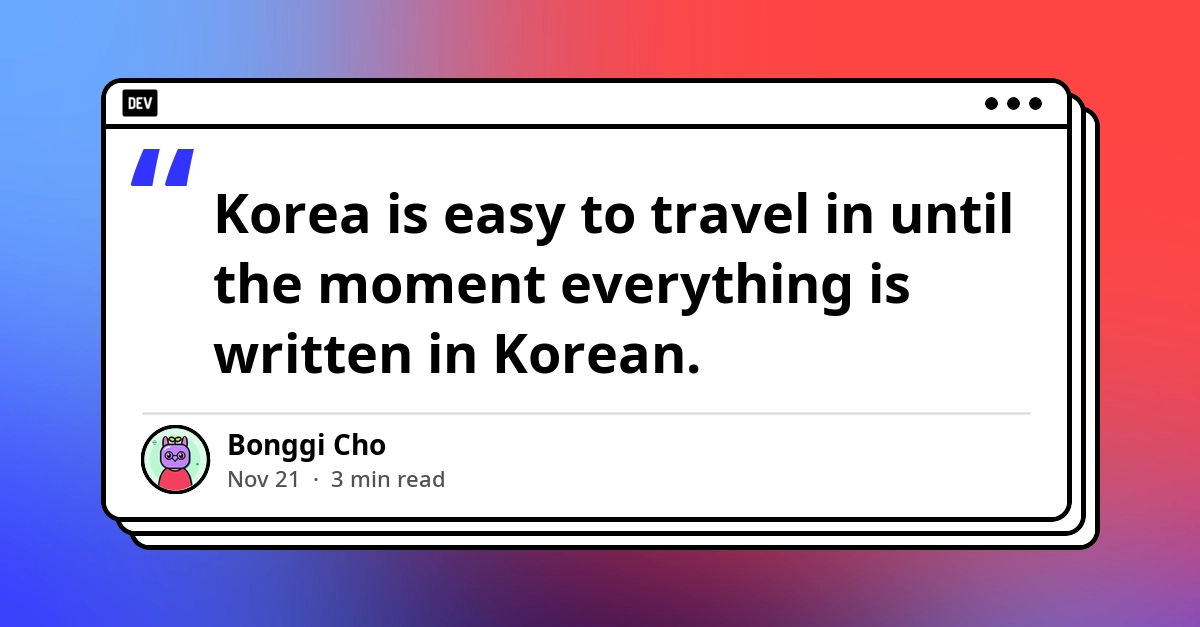 DEV
Korea is easy to travel in until
the moment everything is
written in Korean.
Bonggi Cho
Nov 21 · 3 min read